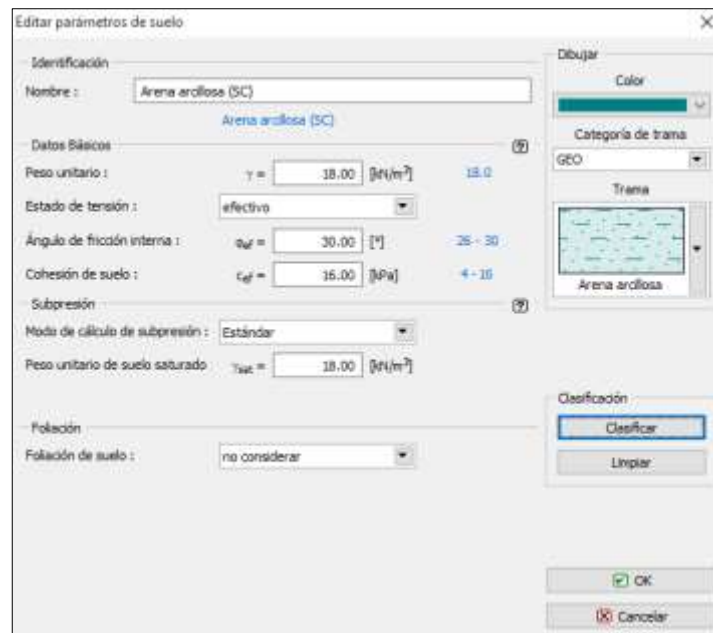 Editar parámetros de suelo
Identificación
Nombre : Arena arcillosa (SC)
Arena arcillosa (SC)
Datos Básicos
Peso unitario : γ = 18.00 [kN/m³] 18.0
Estado de tensión : efectivo
Ángulo de fricción interna : φef = 30.00 [°] 26 - 30
Cohesión de suelo : cef = 16.00 [kPa] 4 - 16
Subpresión
Modo de cálculo de subpresión : Estándar
Peso unitario de suelo saturado γsat = 18.00 [kN/m³]
Foliación
Foliación de suelo : no considerar
Dibujar
Color
Categoría de trama
GEO
Trama
Arena arcillosa
Clasificación
Clasificar
Limpiar
OK
Cancelar